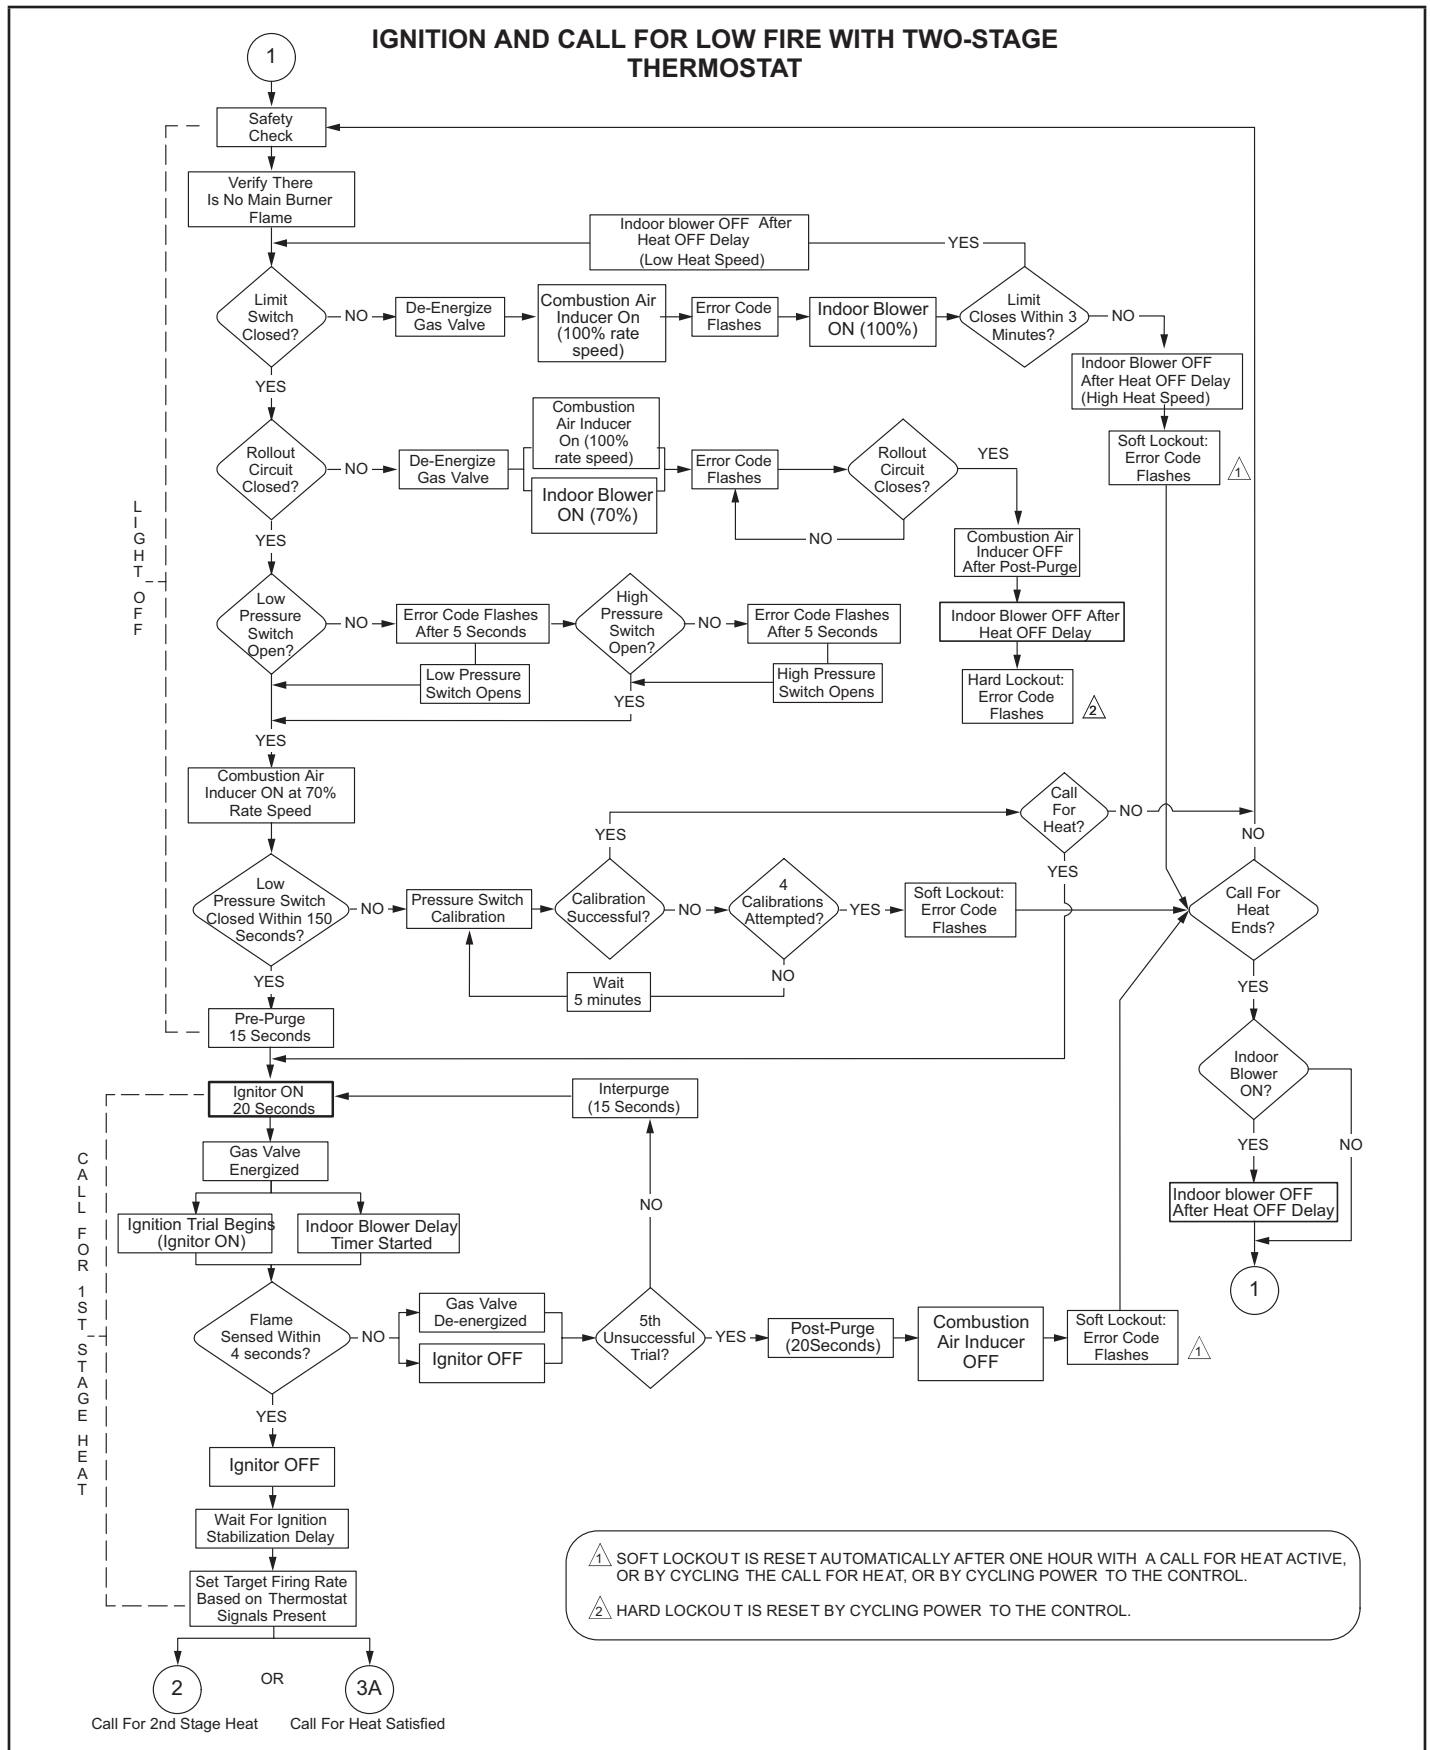 IGNITION AND CALL FOR LOW FIRE WITH TWO-STAGE
THERMOSTAT
1
Safety
Check
Verify There
Is No Main Burner
Flame
Indoor blower OFF After
Heat OFF Delay
(Low Heat Speed)
YES
Limit
Switch
Closed?
NO
De-Energize
Gas Valve
Combustion Air
Inducer On
(100% rate
speed)
Error Code
Flashes
Indoor Blower
ON (100%)
Limit
Closes Within 3
Minutes?
NO
Indoor Blower OFF
After Heat OFF Delay
(High Heat Speed)
Soft Lockout:
Error Code
Flashes
1
YES
Rollout
Circuit
Closed?
NO
De-Energize
Gas Valve
Combustion
Air Inducer
On (100%
rate speed)
Indoor Blower
ON (70%)
Error Code
Flashes
Rollout
Circuit
Closes?
YES
NO
Combustion Air
Inducer OFF
After Post-Purge
Indoor Blower OFF After
Heat OFF Delay
Hard Lockout:
Error Code
Flashes
2
LIGHT OFF
YES
Low
Pressure
Switch
Open?
NO
Error Code Flashes
After 5 Seconds
Low Pressure
Switch Opens
High
Pressure
Switch
Open?
NO
Error Code Flashes
After 5 Seconds
High Pressure
Switch Opens
YES
YES
Combustion Air
Inducer ON at 70%
Rate Speed
Call
For
Heat?
NO
YES
YES
NO
Low
Pressure Switch
Closed Within 150
Seconds?
NO
Pressure Switch
Calibration
Calibration
Successful?
NO
4
Calibrations
Attempted?
YES
Soft Lockout:
Error Code
Flashes
Call For
Heat
Ends?
NO
Wait
5 minutes
YES
YES
Pre-Purge
15 Seconds
Indoor
Blower
ON?
YES
NO
Indoor blower OFF
After Heat OFF Delay
1
Ignitor ON
20 Seconds
Interpurge
(15 Seconds)
Gas Valve
Energized
CALL FOR 1ST STAGE HEAT
Ignition Trial Begins
(Ignitor ON)
Indoor Blower Delay
Timer Started
NO
Flame
Sensed Within
4 seconds?
NO
Gas Valve
De-energized
Ignitor OFF
5th
Unsuccessful
Trial?
YES
Post-Purge
(20Seconds)
Combustion
Air Inducer
OFF
Soft Lockout:
Error Code
Flashes
1
YES
Ignitor OFF
Wait For Ignition
Stabilization Delay
Set Target Firing Rate
Based on Thermostat
Signals Present
2
OR
3A
Call For 2nd Stage Heat
Call For Heat Satisfied
1 SOFT LOCKOUT IS RESET AUTOMATICALLY AFTER ONE HOUR WITH A CALL FOR HEAT ACTIVE,
OR BY CYCLING THE CALL FOR HEAT, OR BY CYCLING POWER TO THE CONTROL.
2 HARD LOCKOUT IS RESET BY CYCLING POWER TO THE CONTROL.